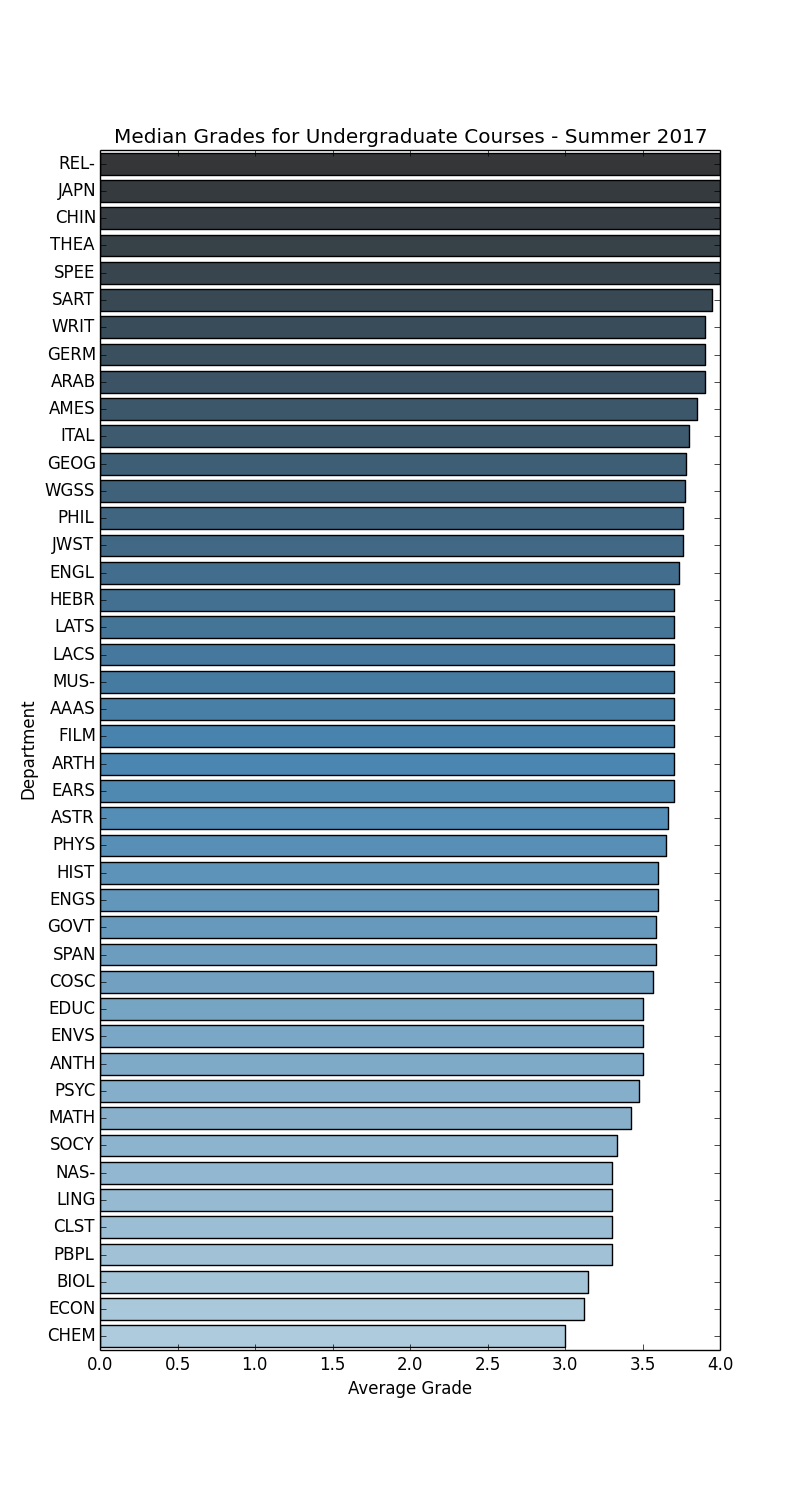 Median Grades for Undergraduate Courses - Summer 2017
REL-
JAPN
CHIN
THEA
SPEE
SART
WRIT
GERM
ARAB
AMES
ITAL
GEOG
WGSS
PHIL
JWST
ENGL
HEBR
LATS
LACS
MUS-
AAAS
FILM
ARTH
EARS
ASTR
PHYS
HIST
ENGS
GOVT
SPAN
COSC
EDUC
ENVS
ANTH
PSYC
MATH
SOCY
NAS-
LING
CLST
PBPL
BIOL
ECON
CHEM
Department
0.0 0.5 1.0 1.5 2.0 2.5 3.0 3.5 4.0
Average Grade